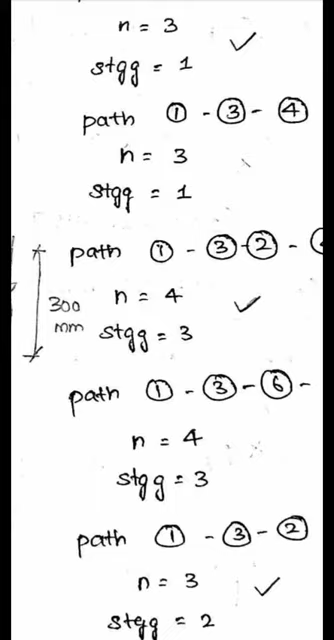 n = 3 ✓
stgg = 1
path ① - ③ - ④
n = 3
stgg = 1
path ① - ③ - ② -
300 mm
n = 4 ✓
stgg = 3
path ① - ③ - ⑥ -
n = 4
stgg = 3
path ① - ③ - ②
n = 3 ✓
stgg = 2